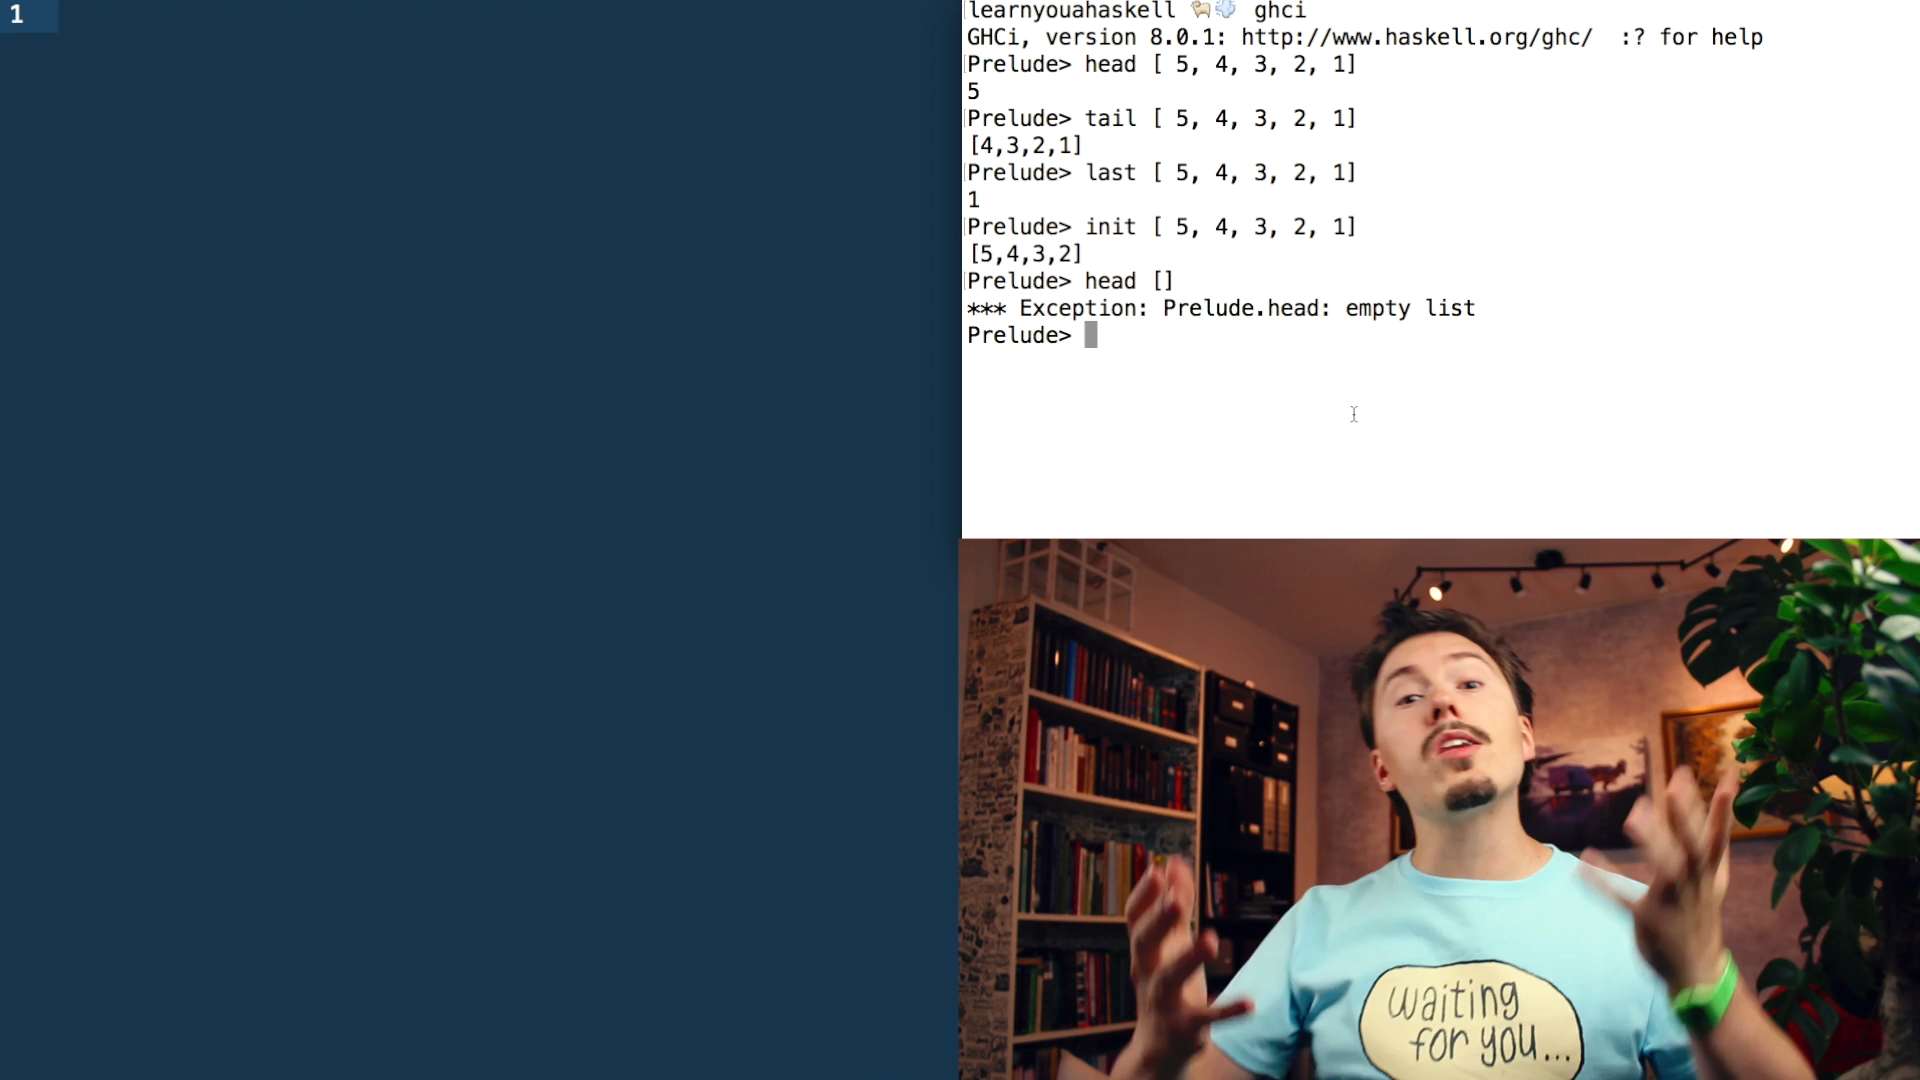 1
learnyouahaskell ghci
GHCi, version 8.0.1: http://www.haskell.org/ghc/  :? for help
Prelude> head [ 5, 4, 3, 2, 1]
5
Prelude> tail [ 5, 4, 3, 2, 1]
[4,3,2,1]
Prelude> last [ 5, 4, 3, 2, 1]
1
Prelude> init [ 5, 4, 3, 2, 1]
[5,4,3,2]
Prelude> head []
*** Exception: Prelude.head: empty list
Prelude>
waiting
for you...